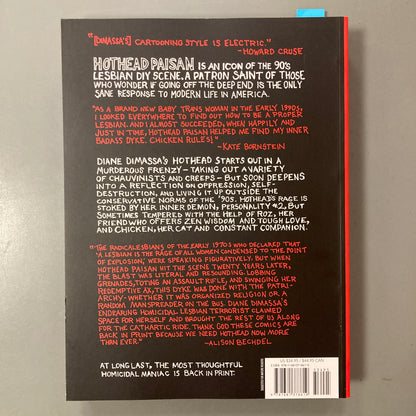 "[DIMASSA'S] CARTOONING STYLE IS ELECTRIC."
-HOWARD CRUSE
HOTHEAD PAISAN IS AN ICON OF THE 90'S
LESBIAN DIY SCENE. A PATRON SAINT OF THOSE
WHO WONDER IF GOING OFF THE DEEP END IS THE ONLY
SANE RESPONSE TO MODERN LIFE IN AMERICA.
"AS A BRAND NEW BABY TRANS WOMAN IN THE EARLY 1990s,
I LOOKED EVERYWHERE TO FIND OUT HOW TO BE A PROPER
LESBIAN. AND I ALMOST SUCCEEDED, WHEN HAPPILY AND
JUST IN TIME, HOTHEAD PAISAN HELPED ME FIND MY INNER
BADASS DYKE. CHICKEN RULES!"
-KATE BORNSTEIN
DIANE DIMASSA'S HOTHEAD STARTS OUT IN A
MURDEROUS FRENZY- TAKING OUT A VARIETY
OF CHAUVINISTS AND CREEPS- BUT SOON DEEPENS
INTO A REFLECTION ON OPPRESSION, SELF-
DESTRUCTION, AND LIVING IT UP OUTSIDE THE
CONSERVATIVE NORMS OF THE '90S. HOTHEAD'S RAGE IS
STOKED BY HER INNER DEMON, PERSONALITY #2, BUT
SOMETIMES TEMPERED WITH THE HELP OF ROZ, HER
FRIEND WHO OFFERS ZEN WISDOM AND TOUGH LOVE,
AND CHICKEN, HER CAT AND CONSTANT COMPANION.
"THE RADICALESBIANS OF THE EARLY 1970s WHO DECLARED THAT
'A LESBIAN IS THE RAGE OF ALL WOMEN CONDENSED TO THE POINT
OF EXPLOSION,' WERE SPEAKING FIGURATIVELY. BUT WHEN
HOTHEAD PAISAN HIT THE SCENE TWENTY YEARS LATER,
THE BLAST WAS LITERAL AND RESOUNDING. LOBBING
GRENADES, TOTING AN ASSAULT RIFLE, AND SWINGING HER
REDEMPTIVE AX, THIS DYKE WAS DONE WITH THE PATRI-
ARCHY- WHETHER IT WAS ORGANIZED RELIGION OR A
RANDOM MAN SPREADER ON THE BUS. DIANE DIMASSA'S
ENDEARING HOMICIDAL LESBIAN TERRORIST CLAIMED
SPACE FOR HERSELF AND BROUGHT THE REST OF US ALONG
FOR THE CATHARTIC RIDE. THANK GOD THESE COMICS ARE
BACK IN PRINT BECAUSE WE NEED HOTHEAD NOW MORE
THAN EVER."
-ALISON BECHDEL
AT LONG LAST, THE MOST THOUGHTFUL
HOMICIDAL MANIAC IS BACK IN PRINT.